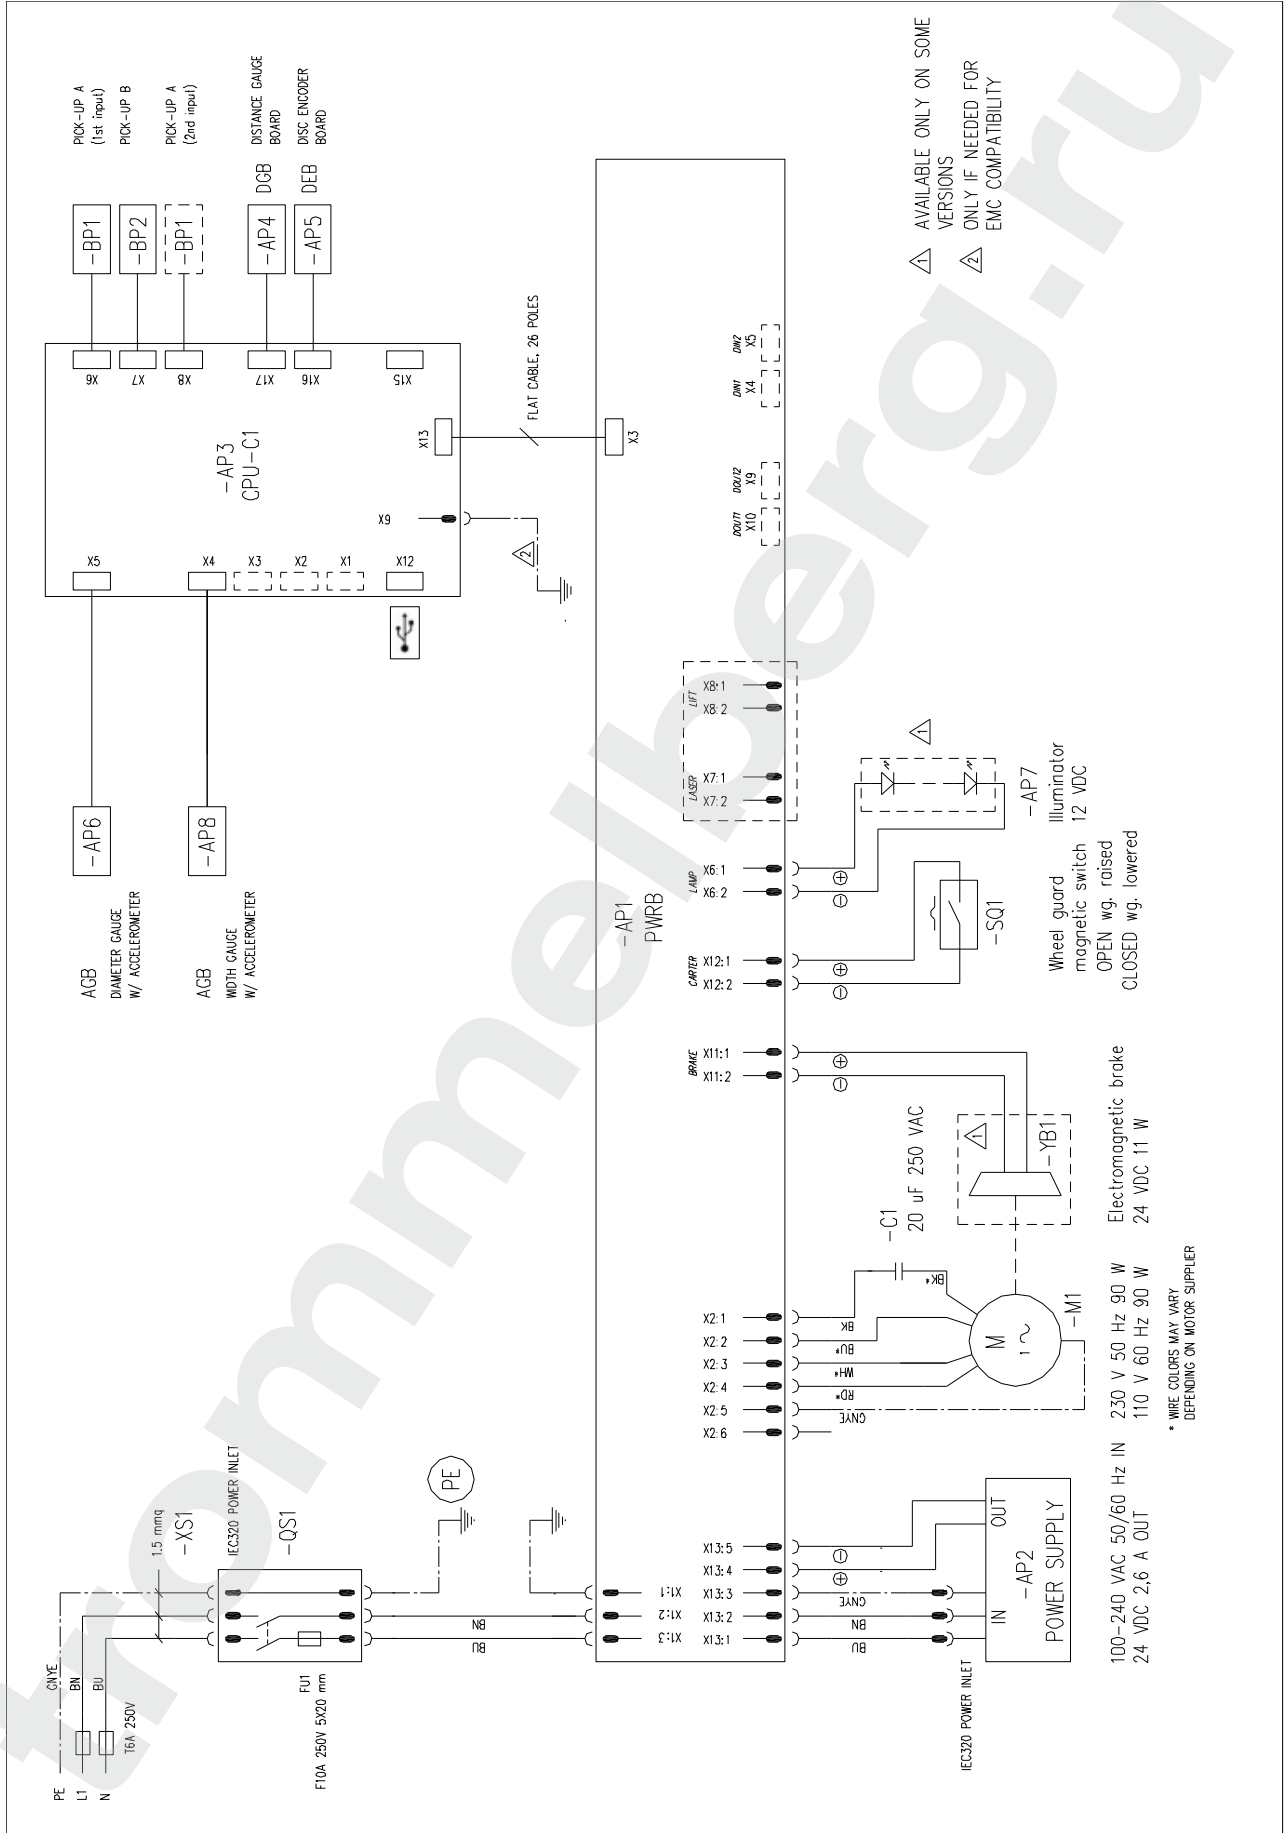 PICK-UP A
(1st input)
PICK-UP B
PICK-UP A
(2nd input)
DISTANCE GAUGE
BOARD
DISC ENCODER
BOARD
-BP1
-BP2
-BP1
-AP4
DGB
-AP5
DEB
X6
X7
X8
X17
X16
X15
-AP3
CPU-C1
X13
X9
X5
X4
X3
X2
X1
X12
2
FLAT CABLE, 26 POLES
X3
-AP6
AGB
DIAMETER GAUGE
W/ ACCELEROMETER
-AP8
AGB
WIDTH GAUGE
W/ ACCELEROMETER
1
AVAILABLE ONLY ON SOME
VERSIONS
2
ONLY IF NEEDED FOR
EMC COMPATIBILITY
-AP1
PWRB
DIN2
X5
DIN1
X4
DOUT2
X9
DOUT1
X10
LIFT
X8:1
X8:2
LASER
X7:1
X7:2
LAMP
X6:1
X6:2
CARTER
X12:1
X12:2
BRAKE
X11:1
X11:2
X2:1
X2:2
X2:3
X2:4
X2:5
X2:6
X13:5
X13:4
X13:3
X13:2
X13:1
X1:1
X1:2
X1:3
1
-AP7
Illuminator
12 VDC
-SQ1
Wheel guard
magnetic switch
OPEN wg. raised
CLOSED wg. lowered
1
-YB1
Electromagnetic brake
24 VDC 11 W
-C1
20 uF 250 VAC
BK
BK*
BU*
WH*
RD*
GNYE
M
1~
-M1
230 V 50 Hz 90 W
110 V 60 Hz 90 W
* WIRE COLORS MAY VARY
DEPENDING ON MOTOR SUPPLIER
PE
L1
N
GNYE
BN
BU
T6A 250V
1.5 mmq
-XS1
IEC320 POWER INLET
-QS1
FU1
F10A 250V 5X20 mm
PE
BN
BU
GNYE
BN
BU
IEC320 POWER INLET
IN
OUT
-AP2
POWER SUPPLY
100-240 VAC 50/60 Hz IN
24 VDC 2,6 A OUT
trommelberg.ru